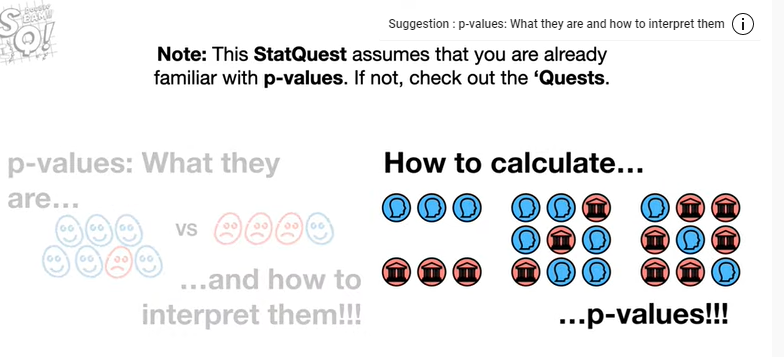 Suggestion : p-values: What they are and how to interpret them
Note: This StatQuest assumes that you are already
familiar with p-values. If not, check out the ‘Quests.
p-values: What they
are…
vs
…and how to
interpret them!!!
How to calculate…
…p-values!!!